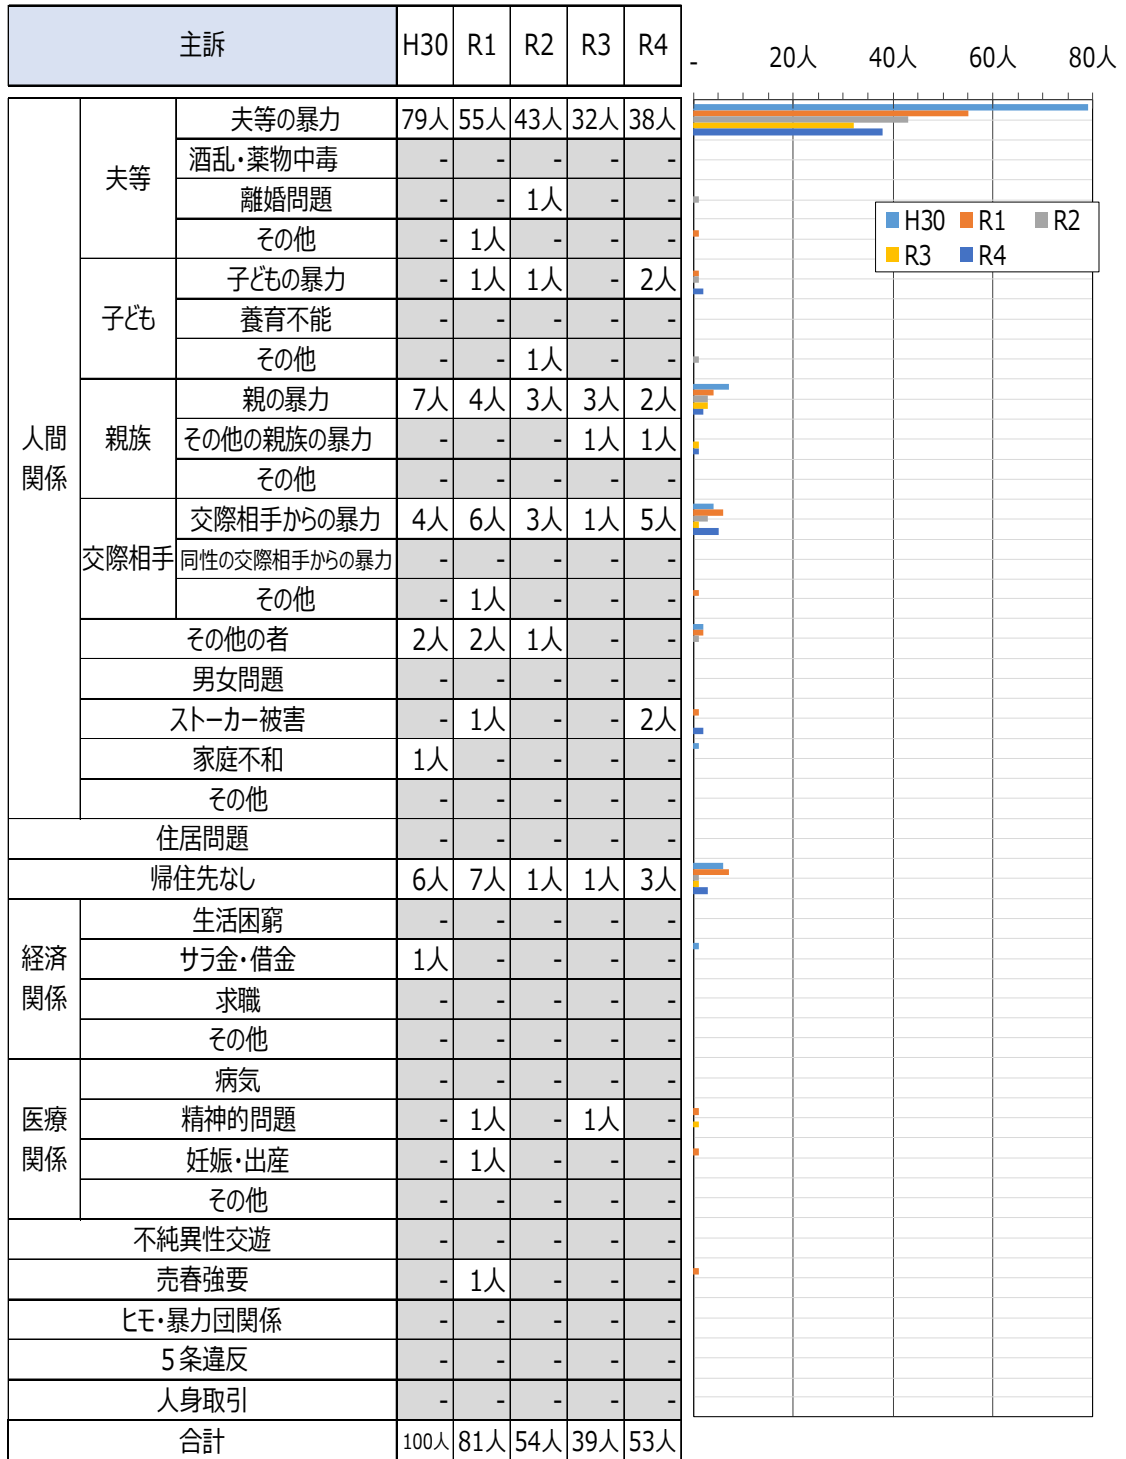 主訴 H30 R1 R2 R3 R4
- 20人 40人 60人 80人
人間関係 夫等 夫等の暴力 79人 55人 43人 32人 38人
酒乱・薬物中毒 - - - - -
離婚問題 - - 1人 - -
その他 - 1人 - - -
子ども 子どもの暴力 - 1人 1人 - 2人
養育不能 - - - - -
その他 - - 1人 - -
親族 親の暴力 7人 4人 3人 3人 2人
その他の親族の暴力 - - - 1人 1人
その他 - - - - -
交際相手 交際相手からの暴力 4人 6人 3人 1人 5人
同性の交際相手からの暴力 - - - - -
その他 - 1人 - - -
その他の者 2人 2人 1人 - -
男女問題 - - - - -
ストーカー被害 - 1人 - - 2人
家庭不和 1人 - - - -
その他 - - - - -
住居問題 - - - - -
帰住先なし 6人 7人 1人 1人 3人
経済関係 生活困窮 - - - - -
サラ金・借金 1人 - - - -
求職 - - - - -
その他 - - - - -
医療関係 病気 - - - - -
精神的問題 - 1人 - 1人 -
妊娠・出産 - 1人 - - -
その他 - - - - -
不純異性交遊 - - - - -
売春強要 - 1人 - - -
ヒモ・暴力団関係 - - - - -
5条違反 - - - - -
人身取引 - - - - -
合計 100人 81人 54人 39人 53人
H30 R1 R2
R3 R4